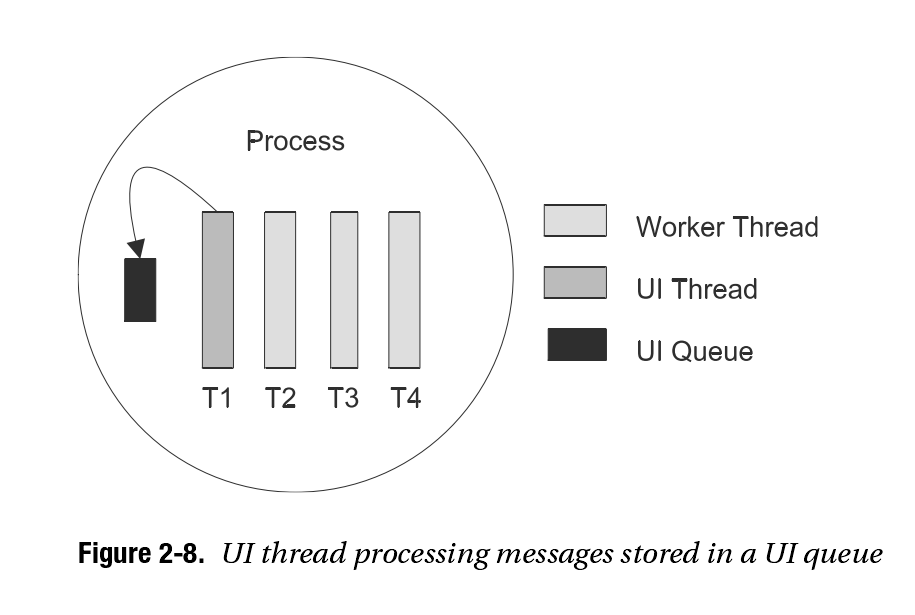 Process
T1 T2 T3 T4
Worker Thread
UI Thread
UI Queue
Figure 2-8. UI thread processing messages stored in a UI queue